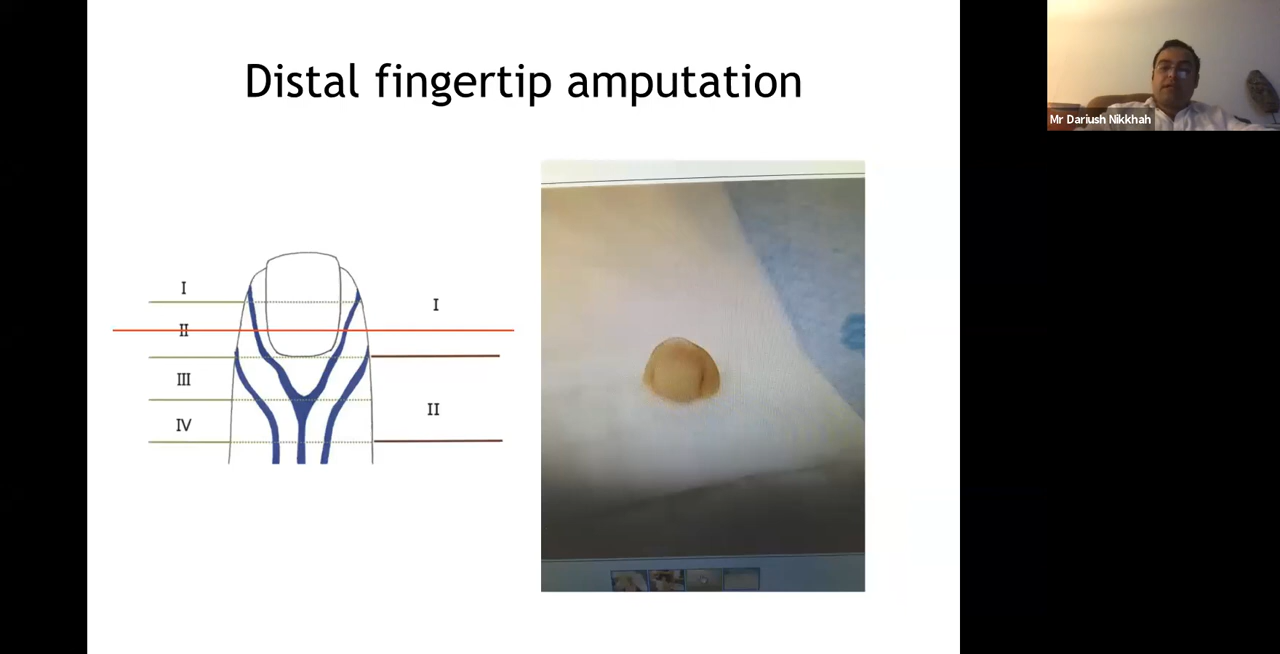 Distal fingertip amputation
Mr Dariush Nikkhah
I
I
II
III
II
IV